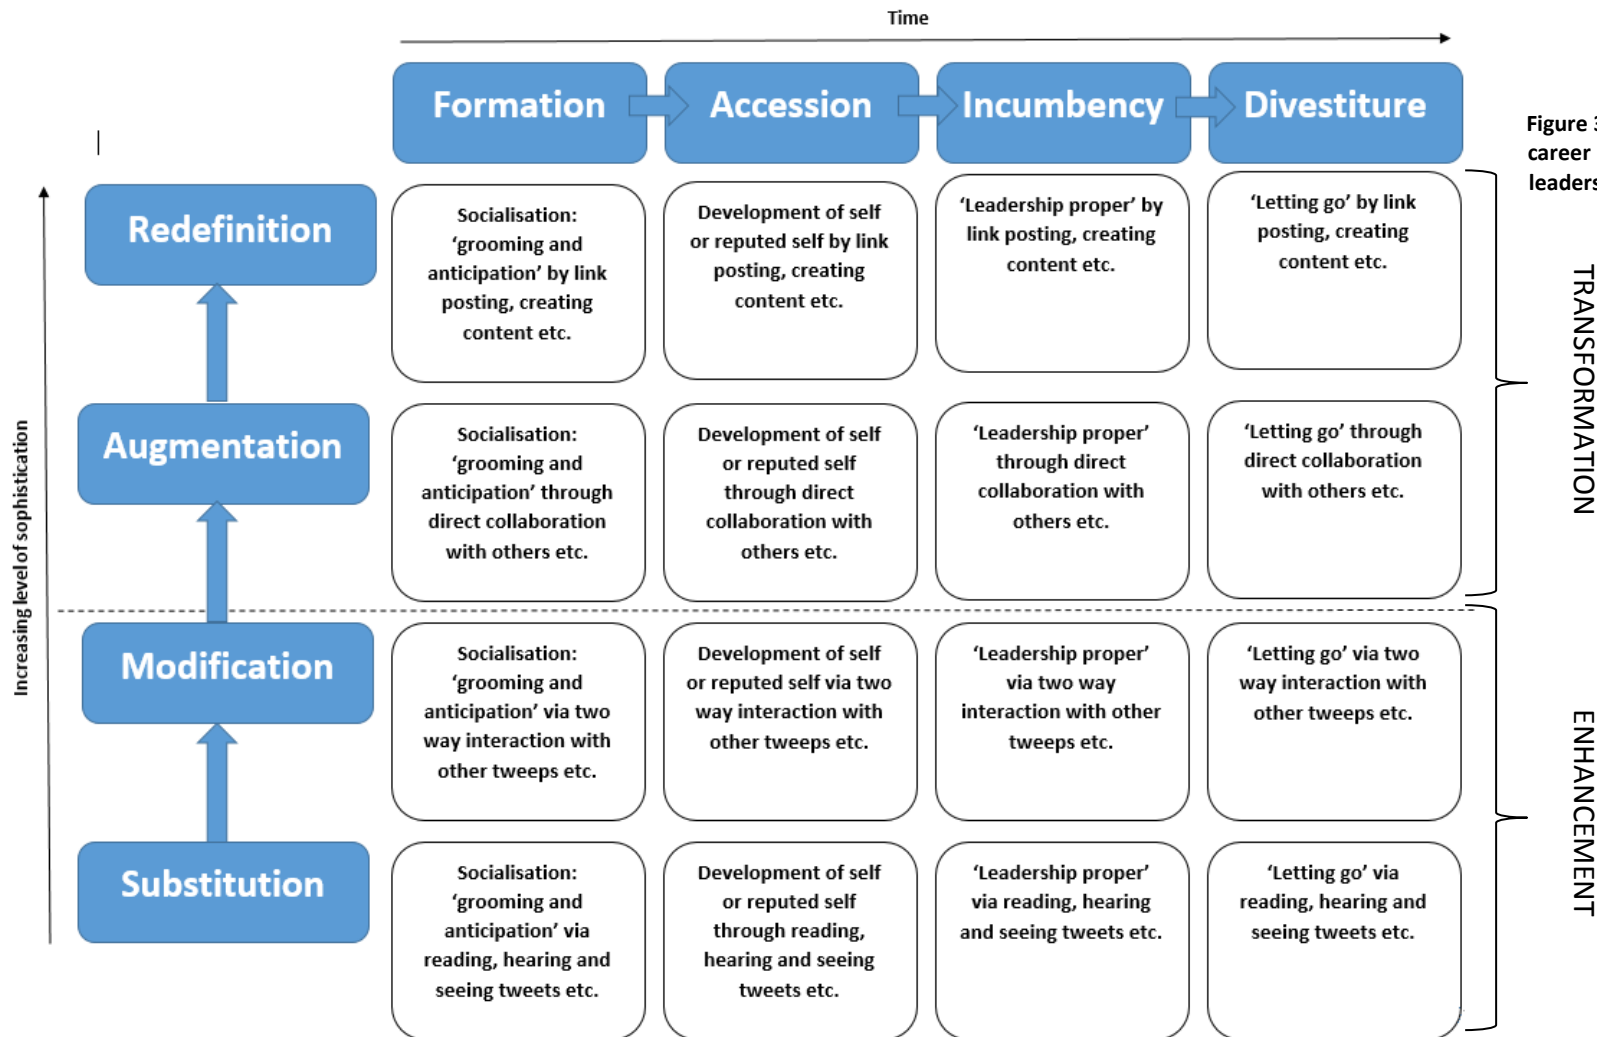 Time
Formation
Accession
Incumbency
Divestiture
Figure 3
career
leaders
Increasing level of sophistication
Redefinition
Socialisation:
‘grooming and
anticipation’ by link
posting, creating
content etc.
Development of self
or reputed self by link
posting, creating
content etc.
‘Leadership proper’ by
link posting, creating
content etc.
‘Letting go’ by link
posting, creating
content etc.
TRANSFORMATION
Augmentation
Socialisation:
‘grooming and
anticipation’ through
direct collaboration
with others etc.
Development of self
or reputed self
through direct
collaboration with
others etc.
‘Leadership proper’
through direct
collaboration with
others etc.
‘Letting go’ through
direct collaboration
with others etc.
Modification
Socialisation:
‘grooming and
anticipation’ via two
way interaction with
other tweeps etc.
Development of self
or reputed self via two
way interaction with
other tweeps etc.
‘Leadership proper’
via two way
interaction with other
tweeps etc.
‘Letting go’ via two
way interaction with
other tweeps etc.
ENHANCEMENT
Substitution
Socialisation:
‘grooming and
anticipation’ via
reading, hearing and
seeing tweets etc.
Development of self
or reputed self
through reading,
hearing and seeing
tweets etc.
‘Leadership proper’
via reading, hearing
and seeing tweets etc.
‘Letting go’ via
reading, hearing and
seeing tweets etc.